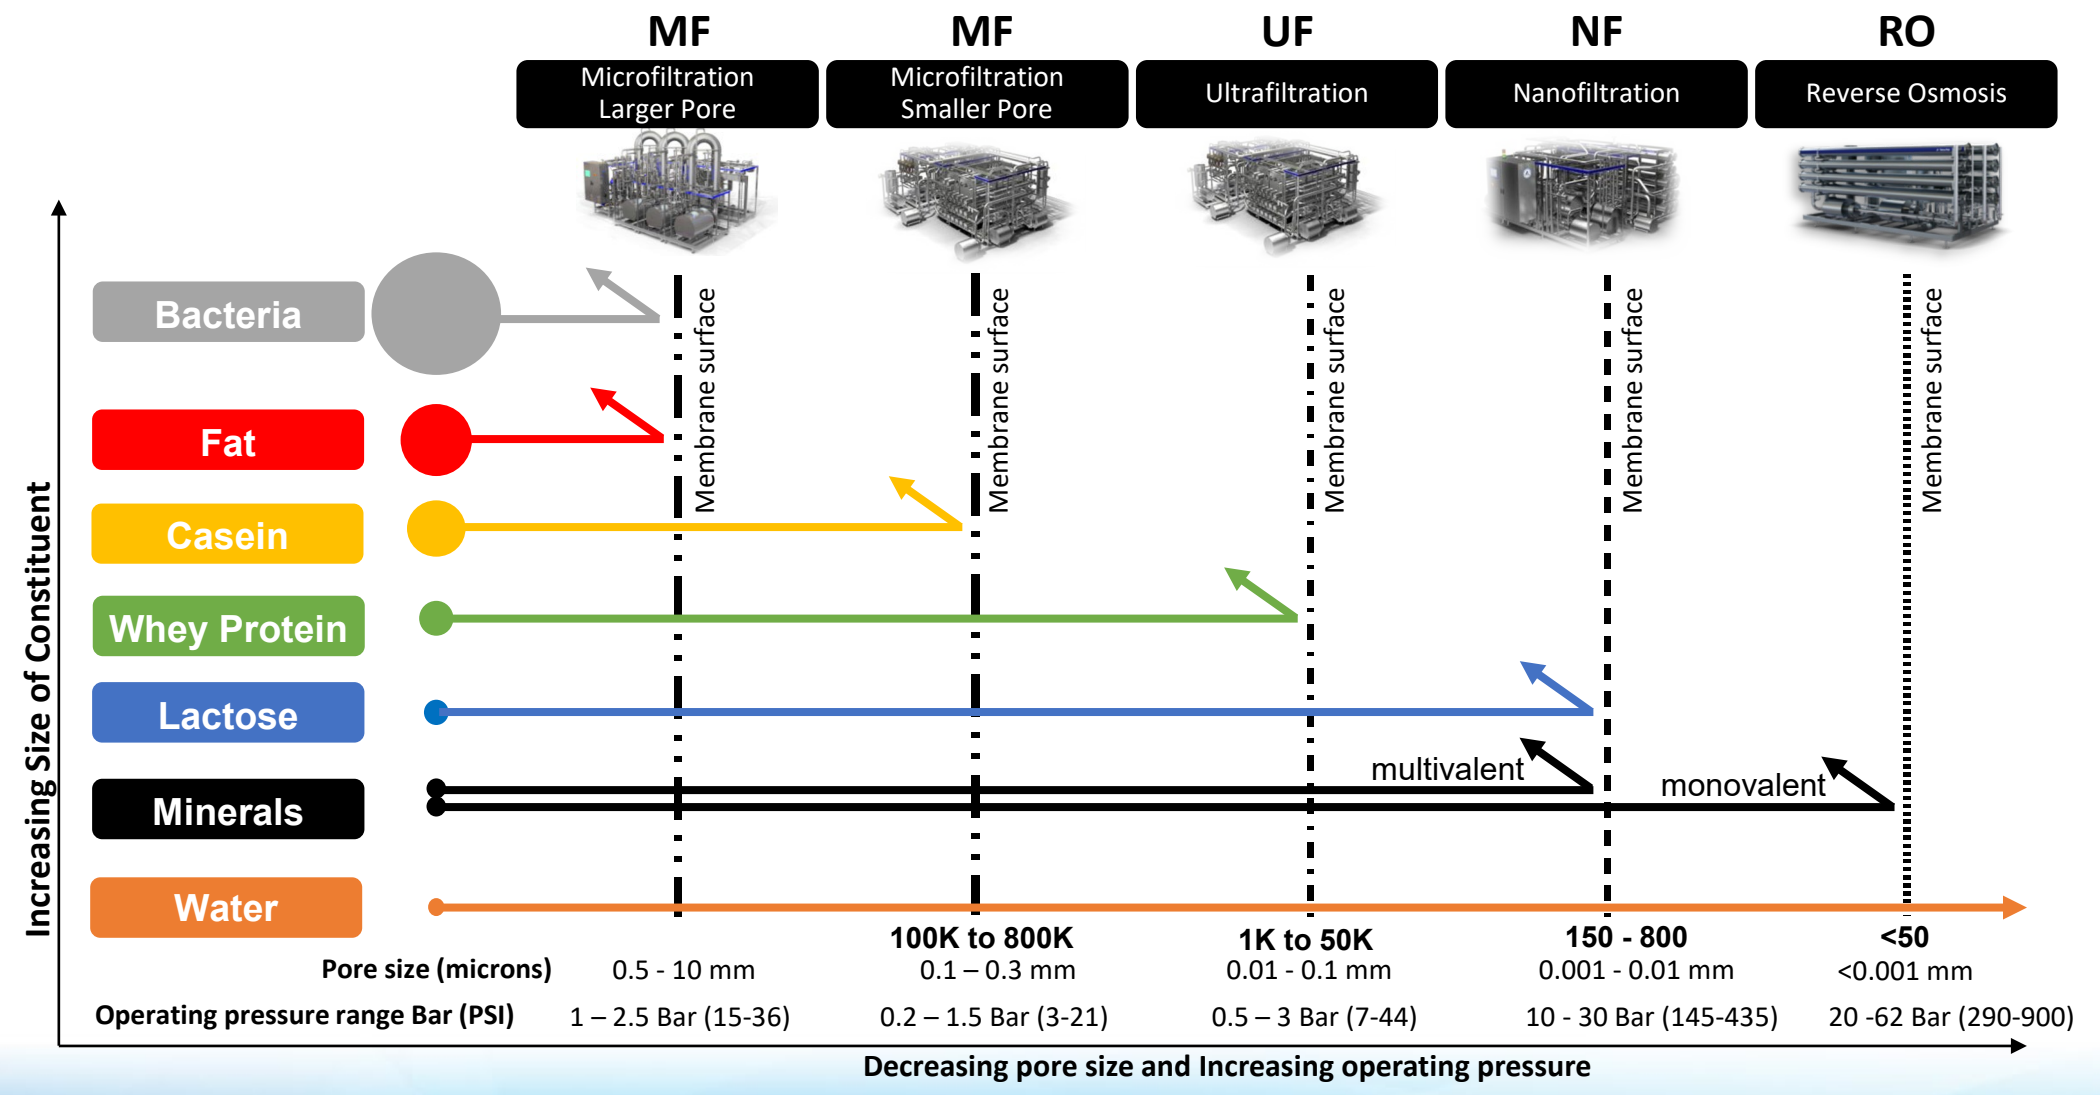 MF
MF
UF
NF
RO
Microfiltration
Larger Pore
Microfiltration
Smaller Pore
Ultrafiltration
Nanofiltration
Reverse Osmosis
Increasing Size of Constituent
Membrane surface
Membrane surface
Membrane surface
Membrane surface
Membrane surface
Bacteria
Fat
Casein
Whey Protein
Lactose
Minerals
multivalent
monovalent
Water
100K to 800K
1K to 50K
150 - 800
<50
Pore size (microns)
0.5 - 10 mm
0.1 – 0.3 mm
0.01 - 0.1 mm
0.001 - 0.01 mm
<0.001 mm
Operating pressure range Bar (PSI)
1 – 2.5 Bar (15-36)
0.2 – 1.5 Bar (3-21)
0.5 – 3 Bar (7-44)
10 - 30 Bar (145-435)
20 -62 Bar (290-900)
Decreasing pore size and Increasing operating pressure